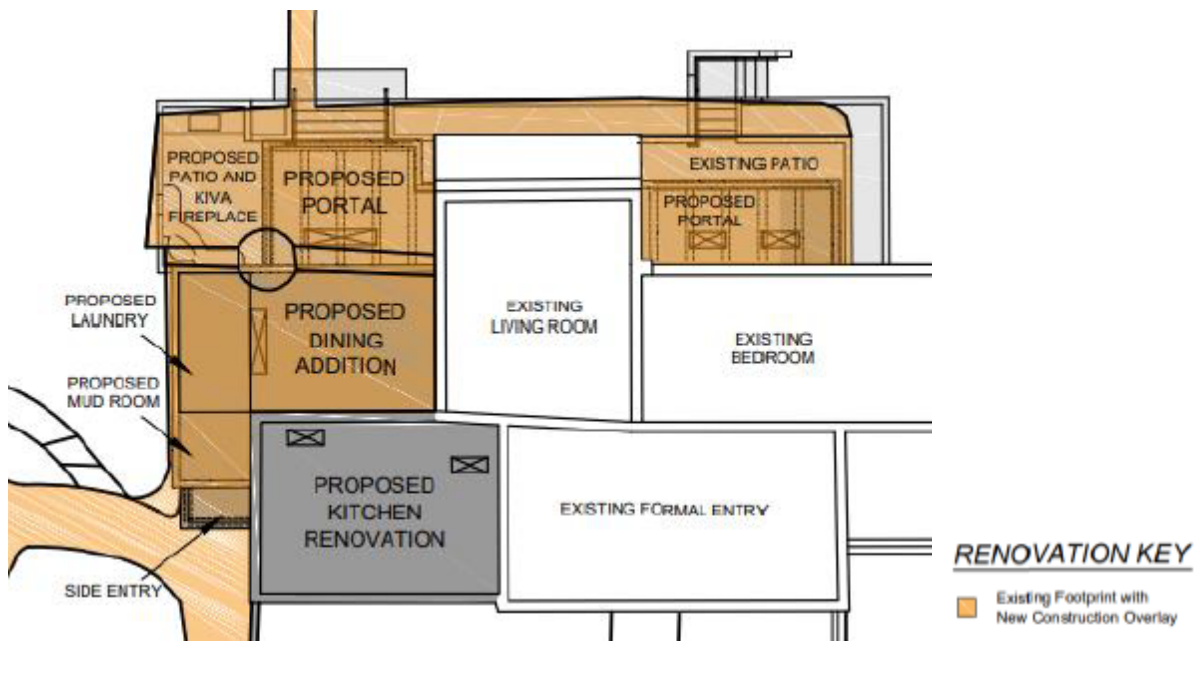 PROPOSED
PATIO AND
KIVA
FIREPLACE
PROPOSED
PORTAL
EXISTING PATIO
PROPOSED
PORTAL
PROPOSED
LAUNDRY
PROPOSED
DINING
ADDITION
EXISTING
LIVING ROOM
EXISTING
BEDROOM
PROPOSED
MUD ROOM
PROPOSED
KITCHEN
RENOVATION
EXISTING FORMAL ENTRY
SIDE ENTRY
RENOVATION KEY
Existing Footprint with
New Construction Overlay